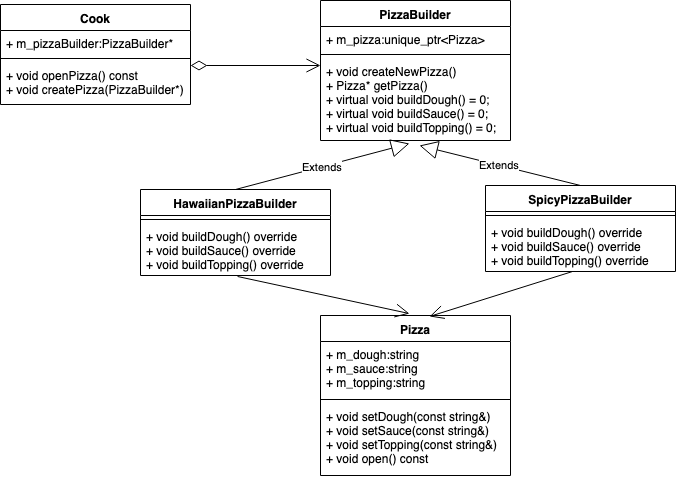 Cook
+ m_pizzaBuilder:PizzaBuilder*
+ void openPizza() const
+ void createPizza(PizzaBuilder*)
PizzaBuilder
+ m_pizza:unique_ptr<Pizza>
+ void createNewPizza()
+ Pizza* getPizza()
+ virtual void buildDough() = 0;
+ virtual void buildSauce() = 0;
+ virtual void buildTopping() = 0;
Extends
Extends
HawaiianPizzaBuilder
+ void buildDough() override
+ void buildSauce() override
+ void buildTopping() override
SpicyPizzaBuilder
+ void buildDough() override
+ void buildSauce() override
+ void buildTopping() override
Pizza
+ m_dough:string
+ m_sauce:string
+ m_topping:string
+ void setDough(const string&)
+ void setSauce(const string&)
+ void setTopping(const string&)
+ void open() const